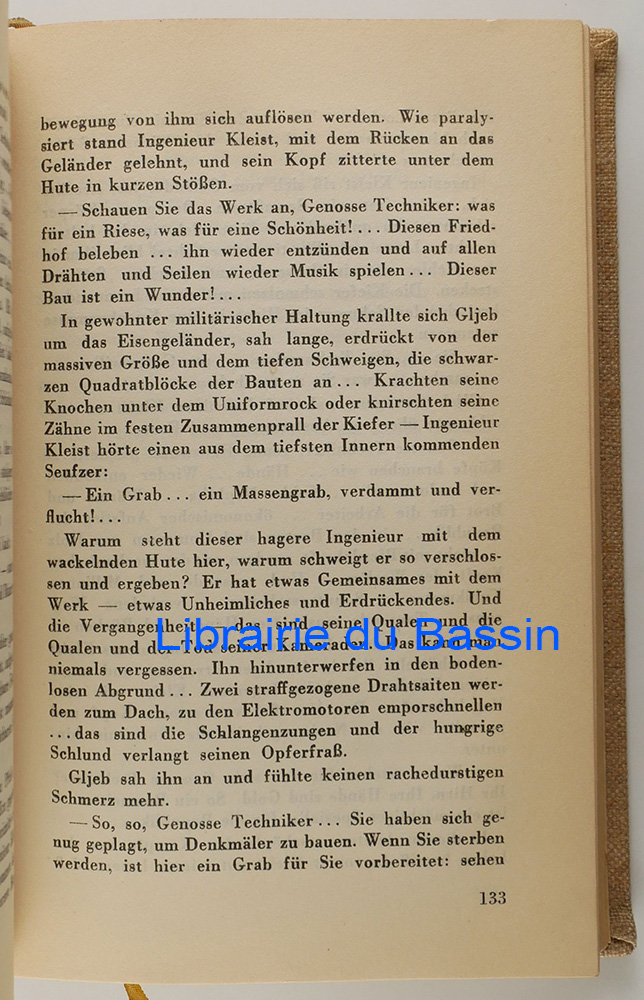 bewegung von ihm sich auflösen werden. Wie paraly-
siert stand Ingenieur Kleist, mit dem Rücken an das
Geländer gelehnt, und sein Kopf zitterte unter dem
Hute in kurzen Stößen.
— Schauen Sie das Werk an, Genosse Techniker: was
für ein Riese, was für eine Schönheit!... Diesen Fried-
hof beleben ... ihn wieder entzünden und auf allen
Drähten und Seilen wieder Musik spielen... Dieser
Bau ist ein Wunder!...
In gewohnter militärischer Haltung krallte sich Gljeb
um das Eisengeländer, sah lange, erdrückt von der
massiven Größe und dem tiefen Schweigen, die schwar-
zen Quadratblöcke der Bauten an... Krachten seine
Knochen unter dem Uniformrock oder knirschten seine
Zähne im festen Zusammenprall der Kiefer — Ingenieur
Kleist hörte einen aus dem tiefsten Innern kommenden
Seufzer:
— Ein Grab... ein Massengrab, verdammt und ver-
flucht!...
Warum steht dieser hagere Ingenieur mit dem
wackelnden Hute hier, warum schweigt er so verschlos-
sen und ergeben? Er hat etwas Gemeinsames mit dem
Werk — etwas Unheimliches und Erdrückendes. Und
die Vergangenheit — das sind seine Qualen und die
Qualen und der Tod seiner Kameraden. Das kann man
Librairie du Bassin
niemals vergessen. Ihn hinunterwerfen in den boden-
losen Abgrund... Zwei straffgezogene Drahtsaiten wer-
den zum Dach, zu den Elektromotoren emporschnellen
...das sind die Schlangenzungen und der hungrige
Schlund verlangt seinen Opferfraß.
Gljeb sah ihn an und fühlte keinen rachedurstigen
Schmerz mehr.
— So, so, Genosse Techniker... Sie haben sich ge-
nug geplagt, um Denkmäler zu bauen. Wenn Sie sterben
werden, ist hier ein Grab für Sie vorbereitet: sehen
133